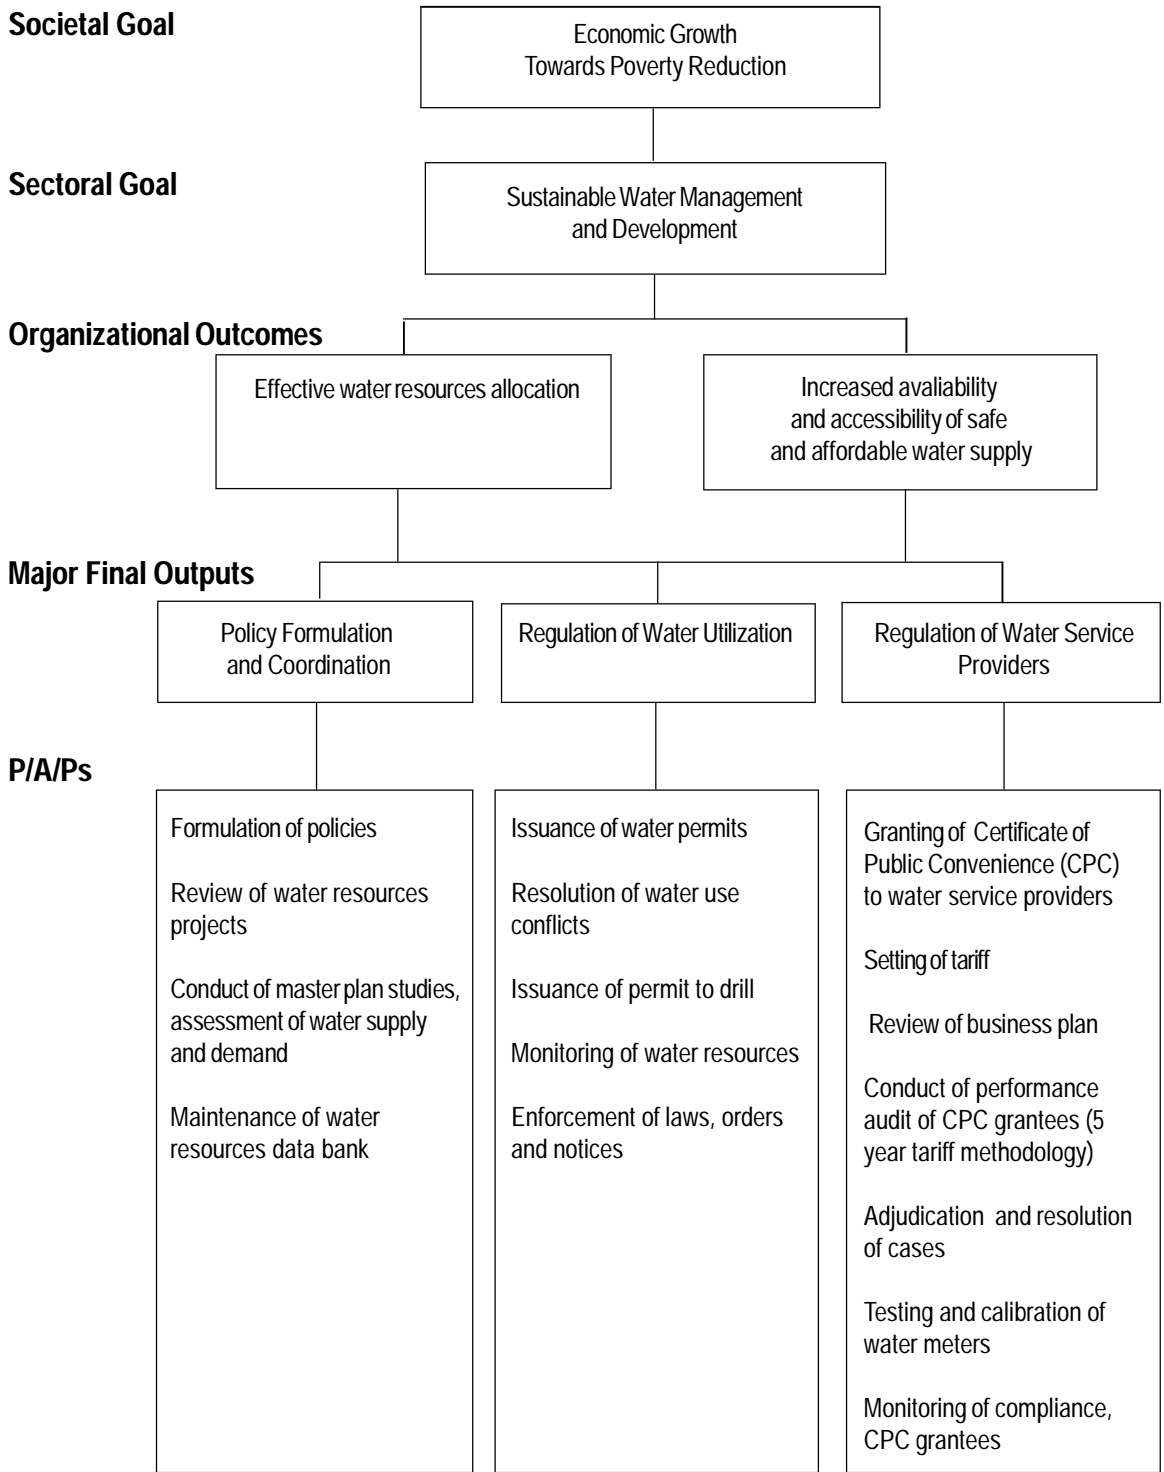 Societal Goal
Economic Growth
Towards Poverty Reduction
Sectoral Goal
Sustainable Water Management
and Development
Organizational Outcomes
Effective water resources allocation
Increased avaliability
and accessibility of safe
and affordable water supply
Major Final Outputs
Policy Formulation
and Coordination
Regulation of Water Utilization
Regulation of Water Service
Providers
P/A/Ps
Formulation of policies
Review of water resources
projects
Conduct of master plan studies,
assessment of water supply
and demand
Maintenance of water
resources data bank
Issuance of water permits
Resolution of water use
conflicts
Issuance of permit to drill
Monitoring of water resources
Enforcement of laws, orders
and notices
Granting of Certificate of
Public Convenience (CPC)
to water service providers
Setting of tariff
Review of business plan
Conduct of performance
audit of CPC grantees (5
year tariff methodology)
Adjudication and resolution
of cases
Testing and calibration of
water meters
Monitoring of compliance,
CPC grantees